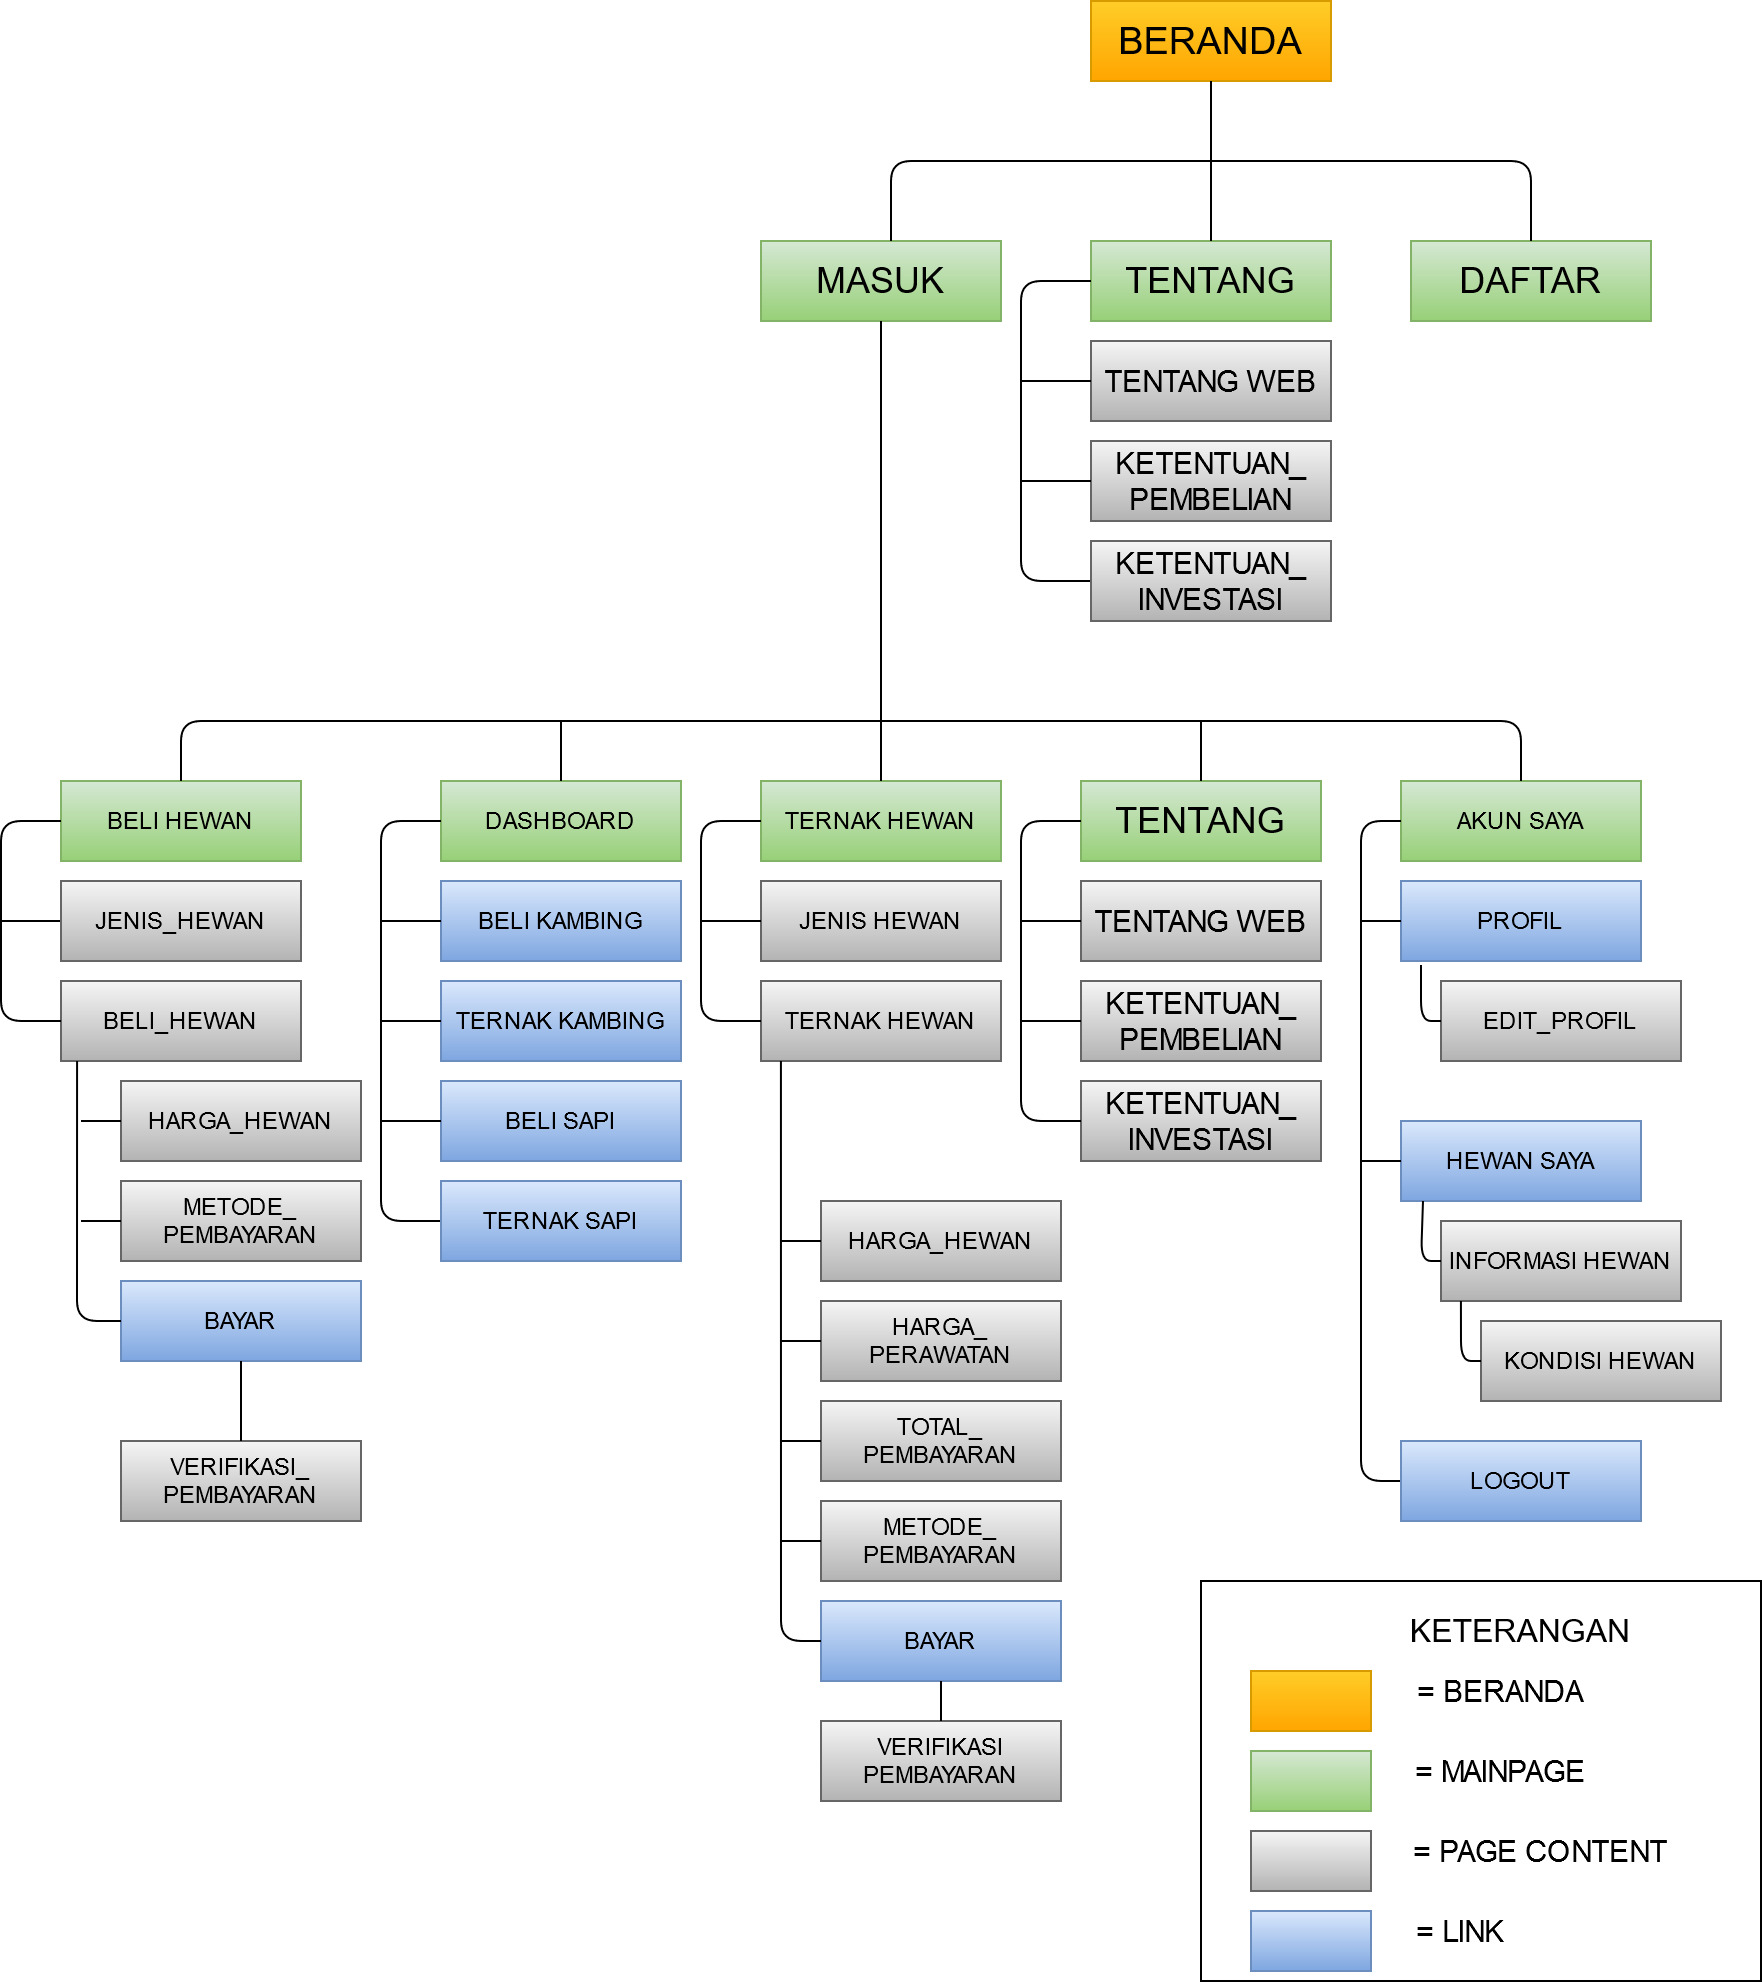 BERANDA
MASUK
TENTANG
DAFTAR
TENTANG WEB
KETENTUAN_
PEMBELIAN
KETENTUAN_
INVESTASI
BELI HEWAN
JENIS_HEWAN
BELI_HEWAN
HARGA_HEWAN
METODE_
PEMBAYARAN
BAYAR
VERIFIKASI_
PEMBAYARAN
DASHBOARD
BELI KAMBING
TERNAK KAMBING
BELI SAPI
TERNAK SAPI
TERNAK HEWAN
JENIS HEWAN
TERNAK HEWAN
HARGA_HEWAN
HARGA_
PERAWATAN
TOTAL_
PEMBAYARAN
METODE_
PEMBAYARAN
BAYAR
VERIFIKASI
PEMBAYARAN
TENTANG
TENTANG WEB
KETENTUAN_
PEMBELIAN
KETENTUAN_
INVESTASI
AKUN SAYA
PROFIL
EDIT_PROFIL
HEWAN SAYA
INFORMASI HEWAN
KONDISI HEWAN
LOGOUT
KETERANGAN
= BERANDA
= MAINPAGE
= PAGE CONTENT
= LINK